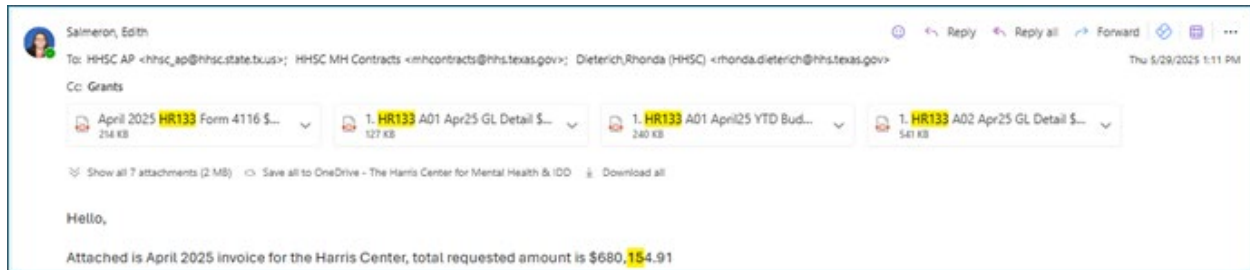 Salmeron, Edith
Reply Reply all Forward
To: HHSC AP <hhsc_ap@hhsc.state.tx.us>; HHSC MH Contracts <mhcontracts@hhs.texas.gov>; Dieterich,Rhonda (HHSC) <rhonda.dieterich@hhs.texas.gov>
Thu 5/29/2025 1:11 PM
Cc: Grants
April 2025 HR133 Form 4116 $...
214 KB
1. HR133 A01 Apr25 GL Detail $...
127 KB
1. HR133 A01 April25 YTD Bud...
240 KB
1. HR133 A02 Apr25 GL Detail $...
541 KB
Show all 7 attachments (2 MB) Save all to OneDrive - The Harris Center for Mental Health & IDD Download all
Hello,
Attached is April 2025 invoice for the Harris Center, total requested amount is $680,154.91